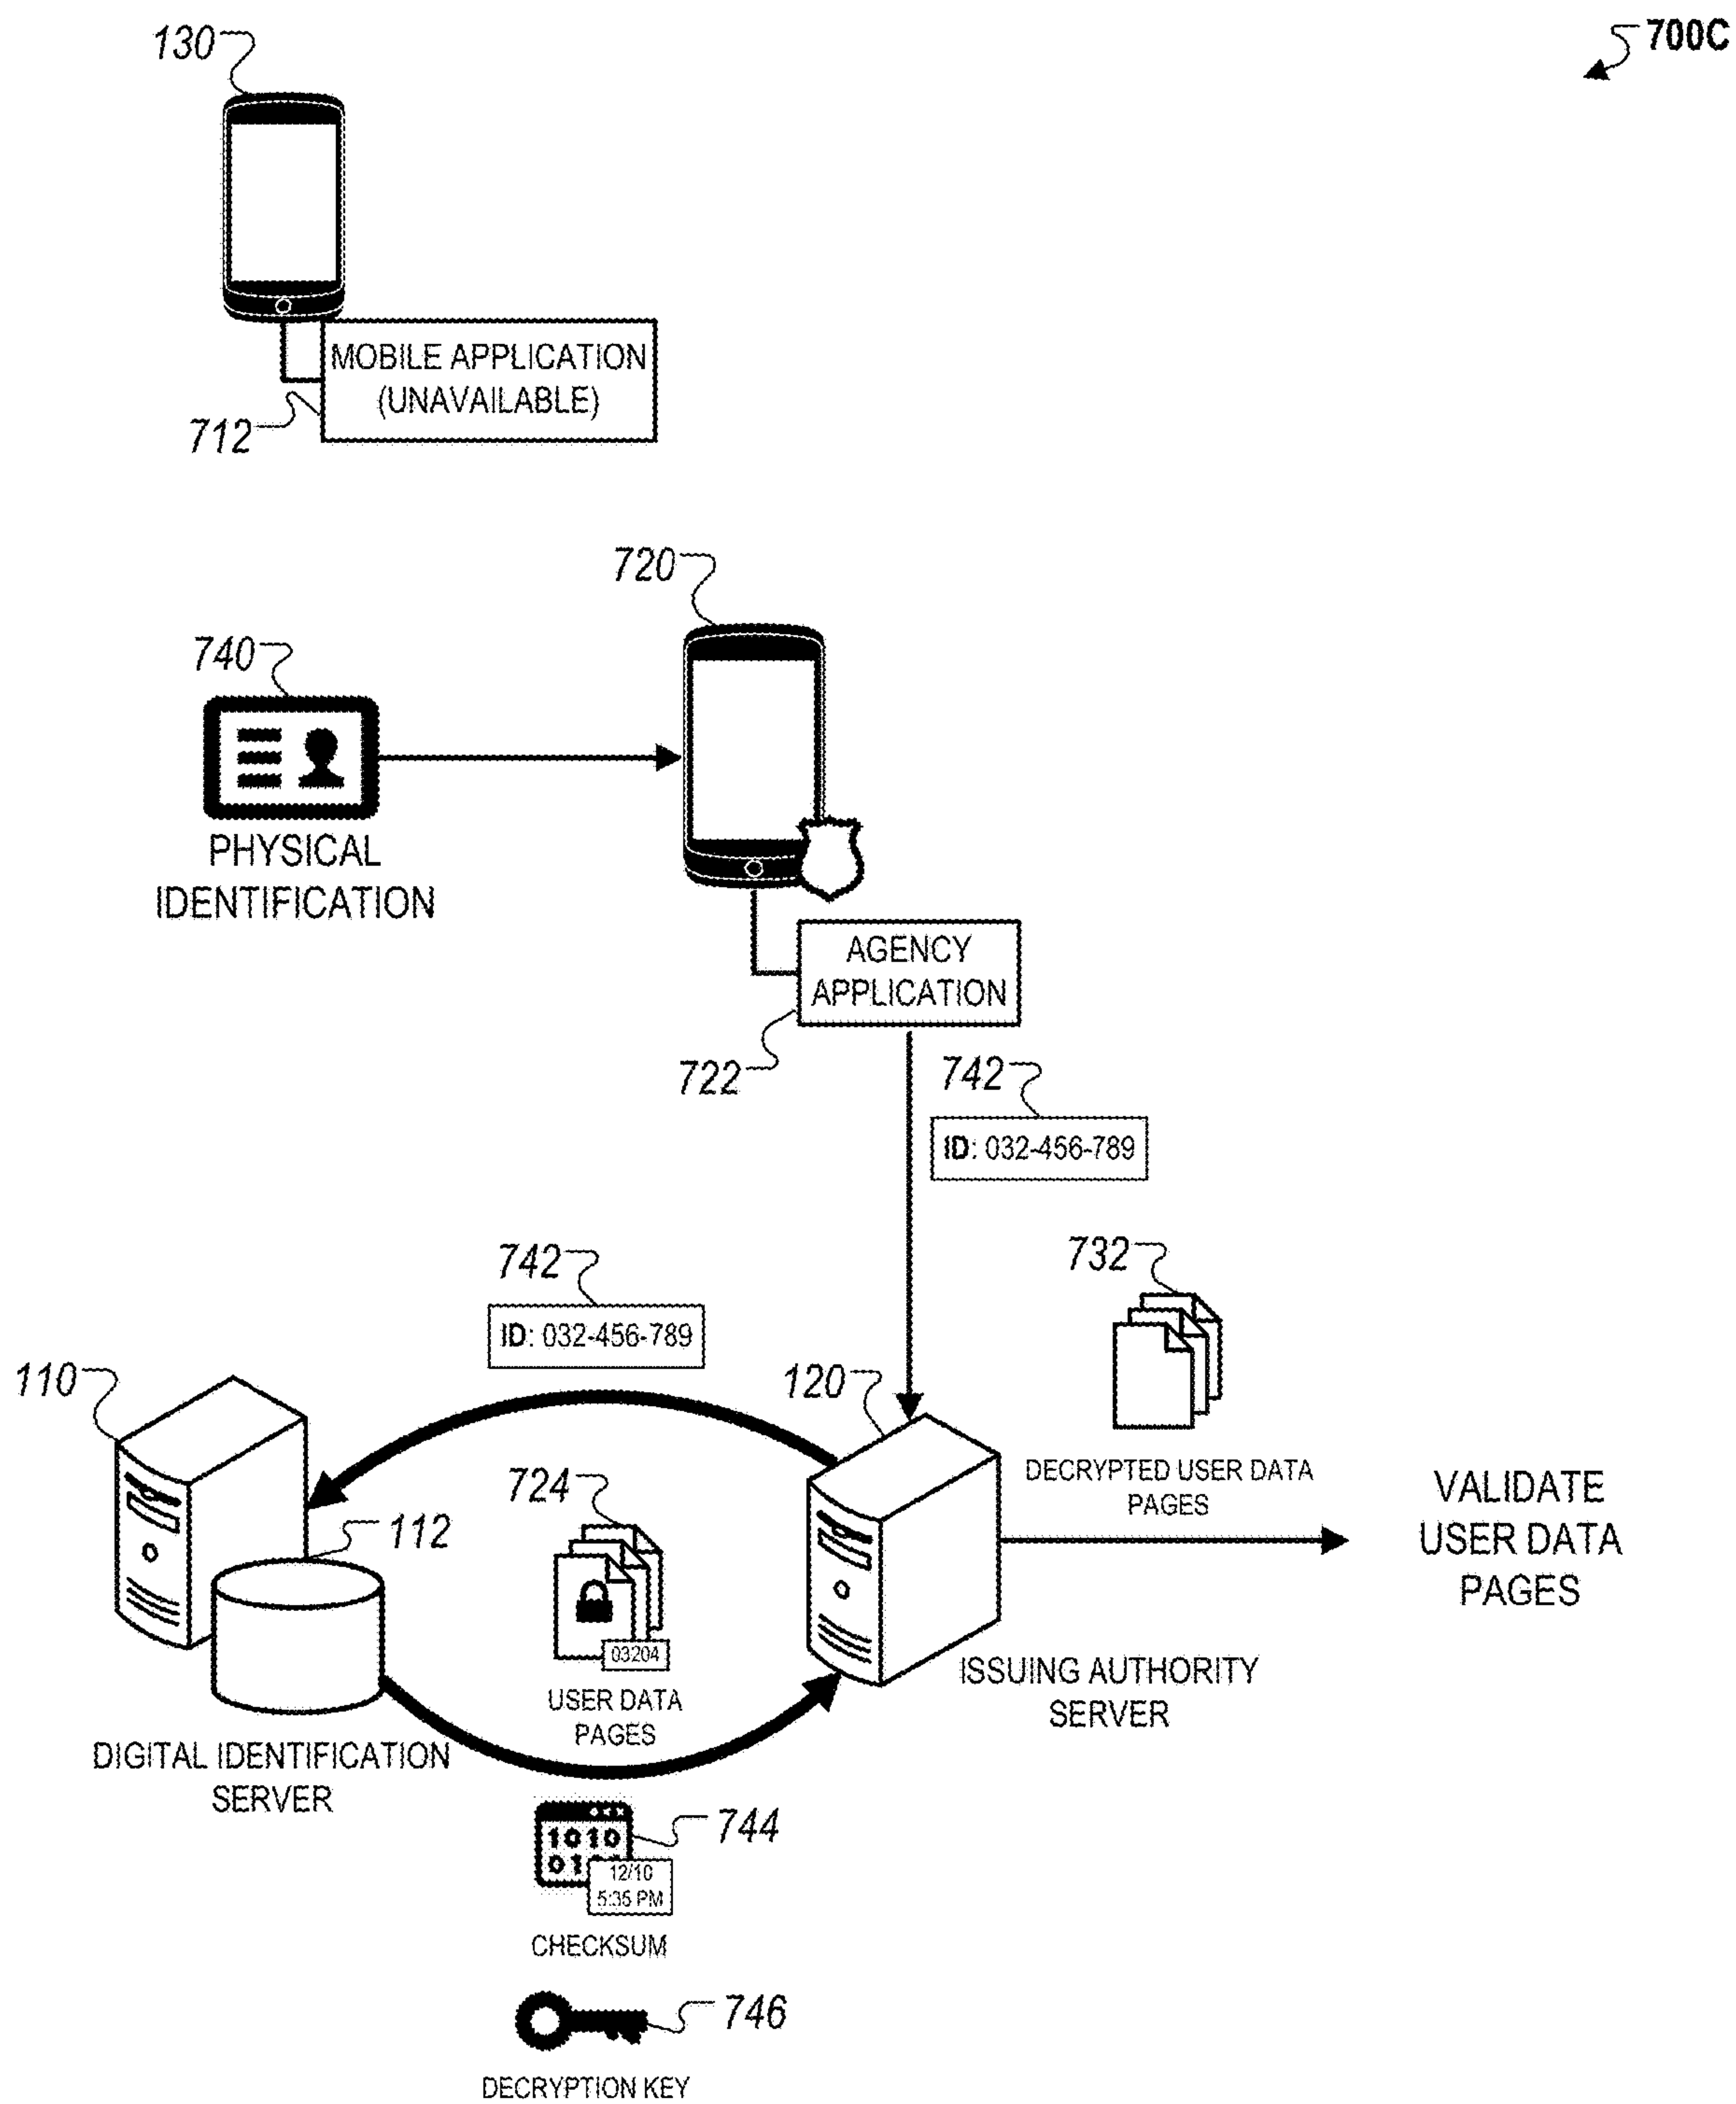 700C
130
MOBILE APPLICATION
(UNAVAILABLE)
712
720
740
PHYSICAL
IDENTIFICATION
AGENCY
APPLICATION
722
742
ID: 032-456-789
732
742
ID: 032-456-789
110
120
DECRYPTED USER DATA
PAGES
VALIDATE
USER DATA
PAGES
724
112
03204
USER DATA
PAGES
ISSUING AUTHORITY
SERVER
DIGITAL IDENTIFICATION
SERVER
1010
01
12/10
5:35 PM
744
CHECKSUM
746
DECRYPTION KEY